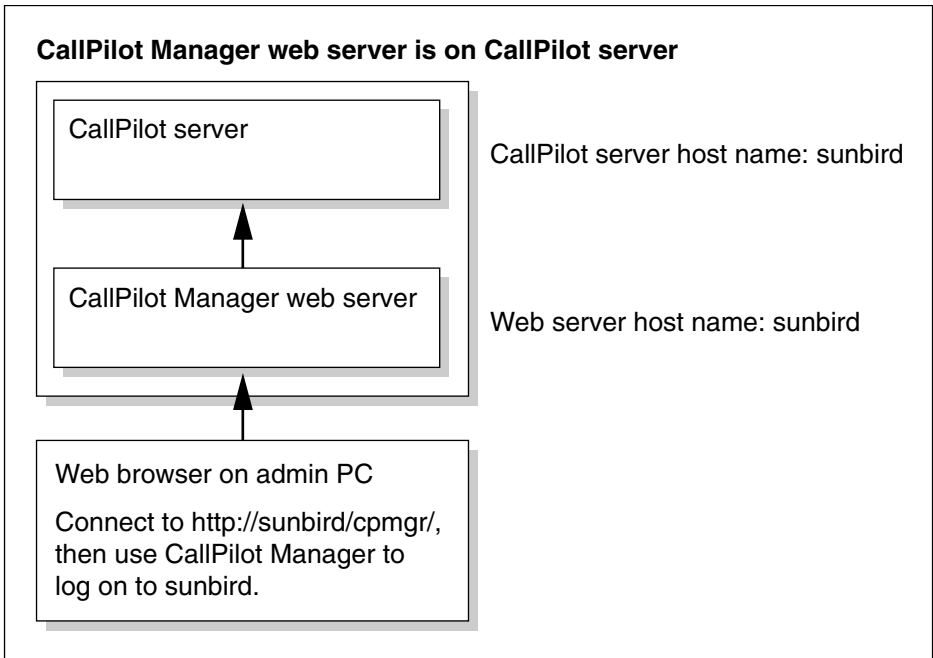 CallPilot Manager web server is on CallPilot server
CallPilot server
CallPilot server host name: sunbird
CallPilot Manager web server
Web server host name: sunbird
Web browser on admin PC
Connect to http://sunbird/cpmgr/,
then use CallPilot Manager to
log on to sunbird.